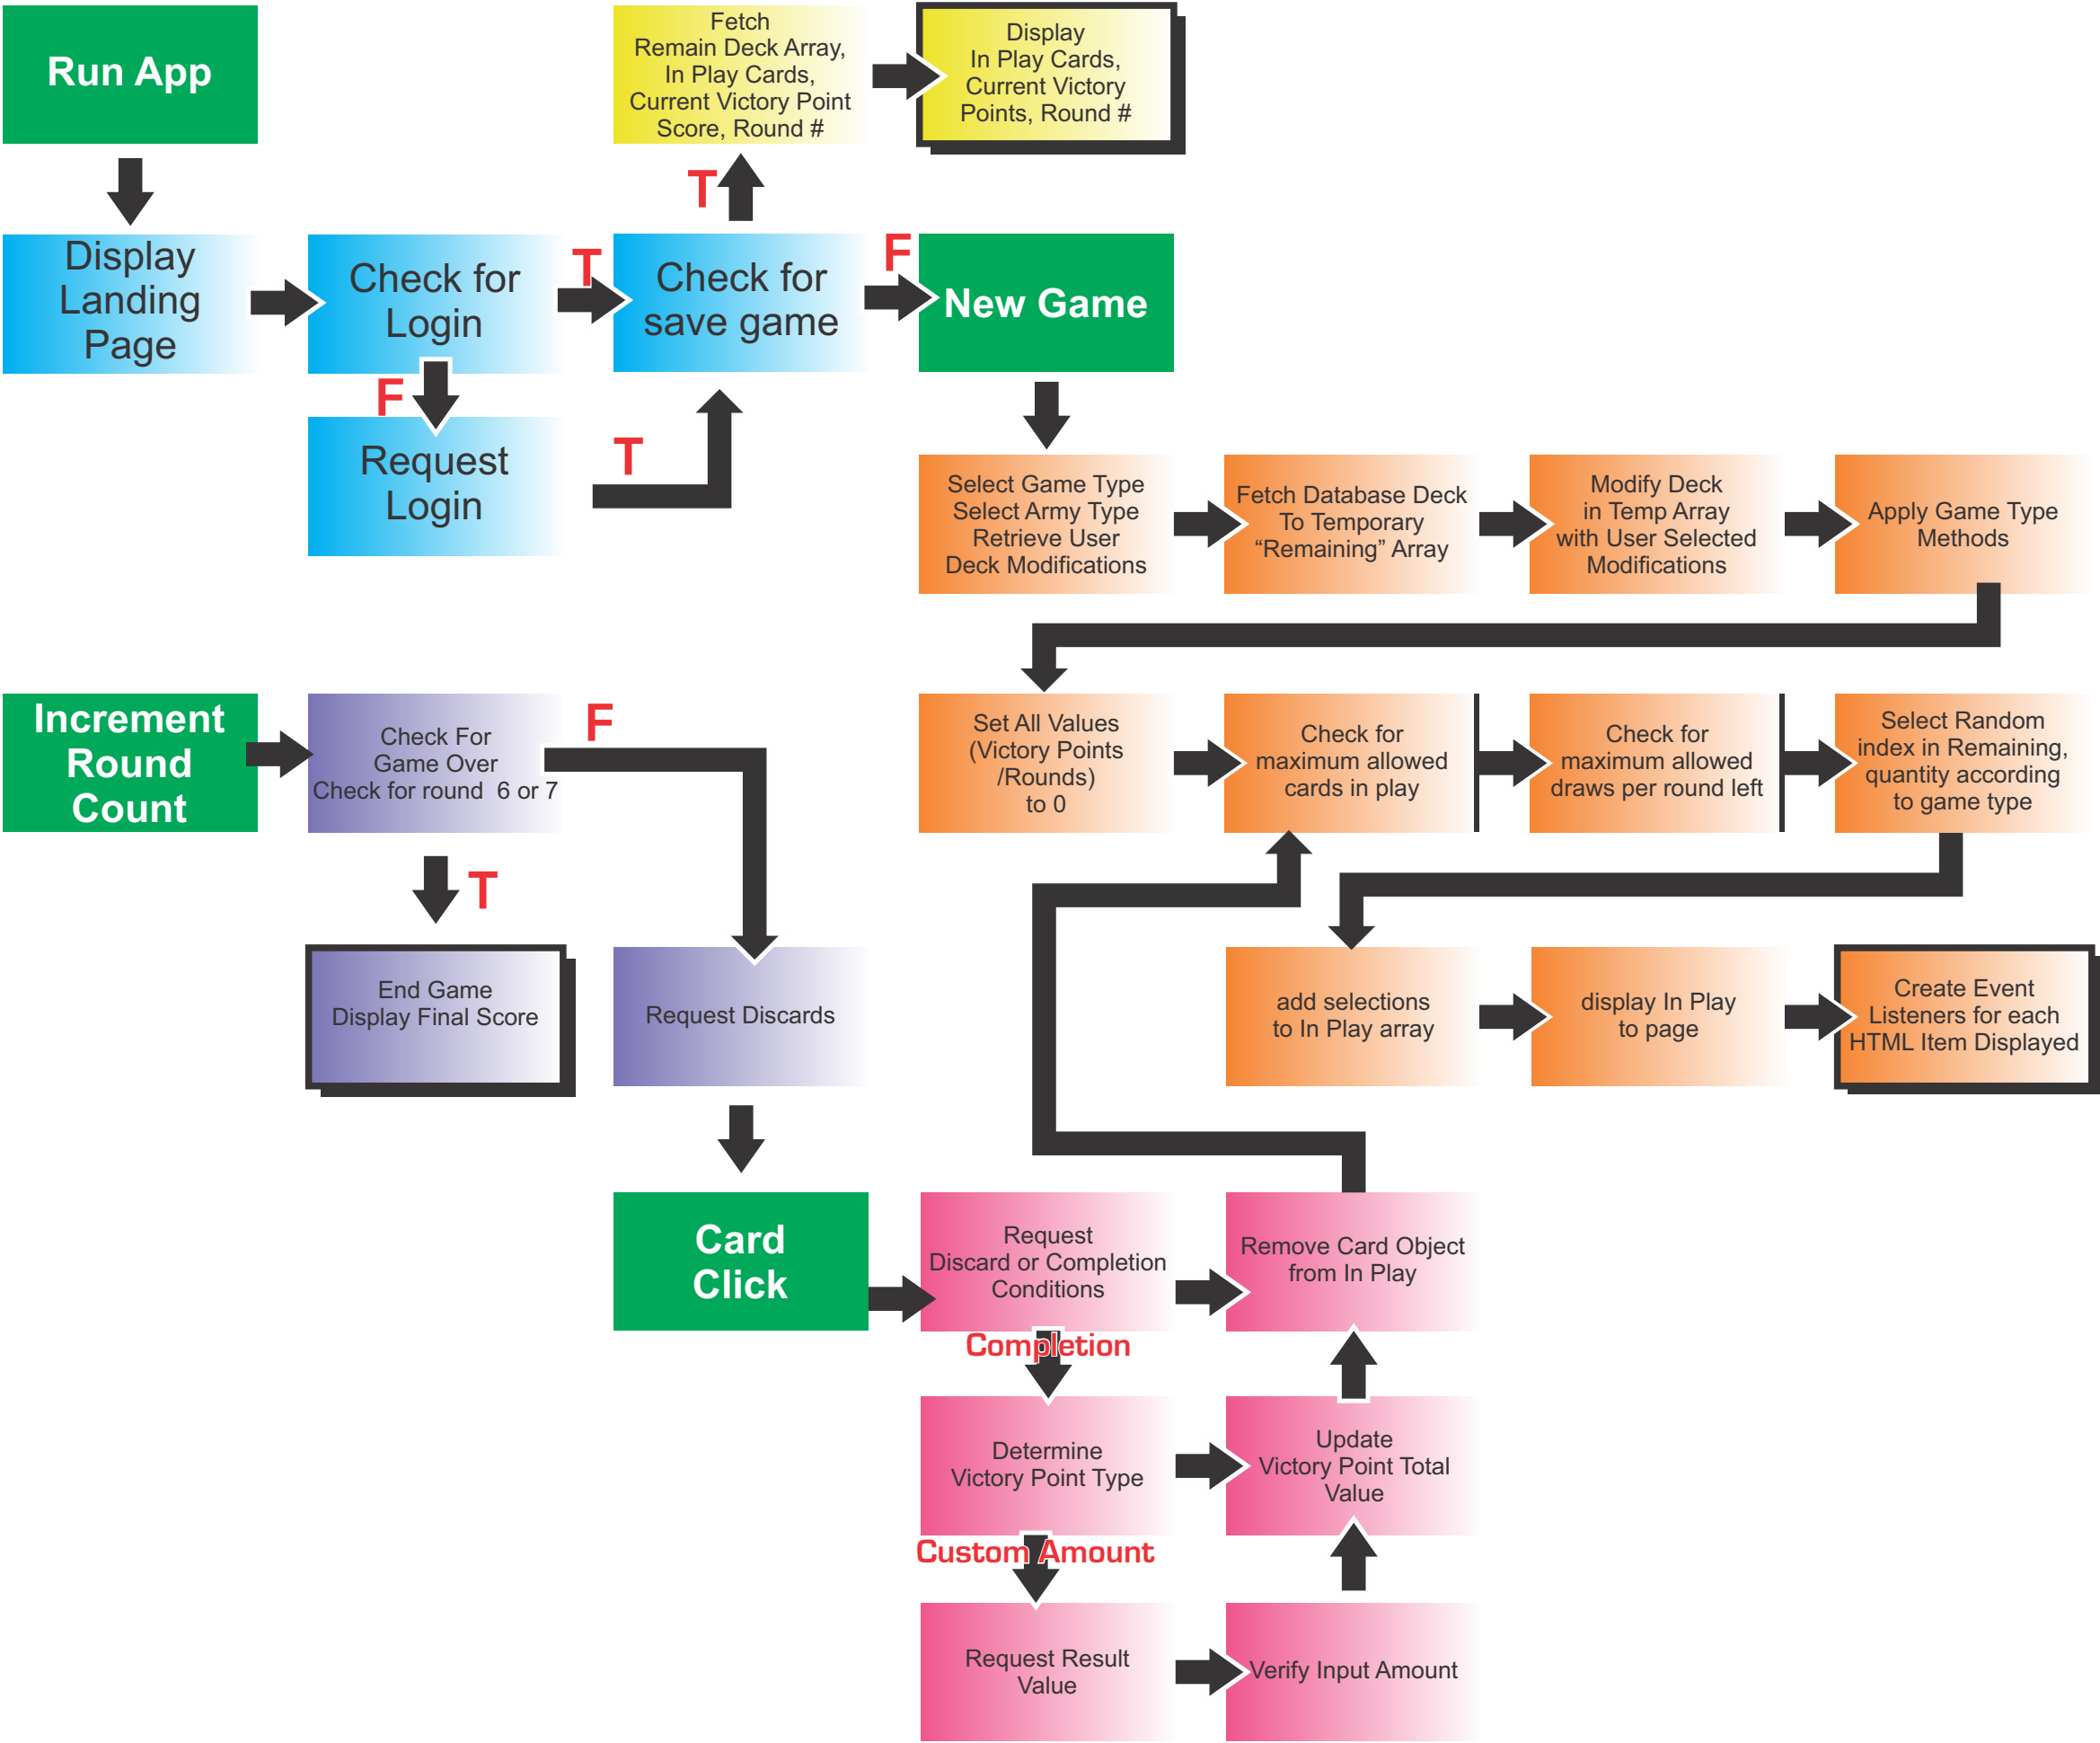 Run App
Fetch
Remain Deck Array,
In Play Cards,
Current Victory Point
Score, Round #
Display
In Play Cards,
Current Victory
Points, Round #
T
Display
Landing
Page
Check for
Login
T
Check for
save game
F
New Game
F
Request
Login
T
Select Game Type
Select Army Type
Retrieve User
Deck Modifications
Fetch Database Deck
To Temporary
“Remaining” Array
Modify Deck
in Temp Array
with User Selected
Modifications
Apply Game Type
Methods
Increment
Round
Count
Check For
Game Over
Check for round  6 or 7
F
Set All Values
(Victory Points
/Rounds)
to 0
Check for
maximum allowed
cards in play
Check for
maximum allowed
draws per round left
Select Random
index in Remaining,
quantity according
to game type
T
End Game
Display Final Score
Request Discards
add selections
to In Play array
display In Play
to page
Create Event
Listeners for each
HTML Item Displayed
Card
Click
Request
Discard or Completion
Conditions
Remove Card Object
from In Play
Completion
Determine
Victory Point Type
Update
Victory Point Total
Value
Custom Amount
Request Result
Value
Verify Input Amount